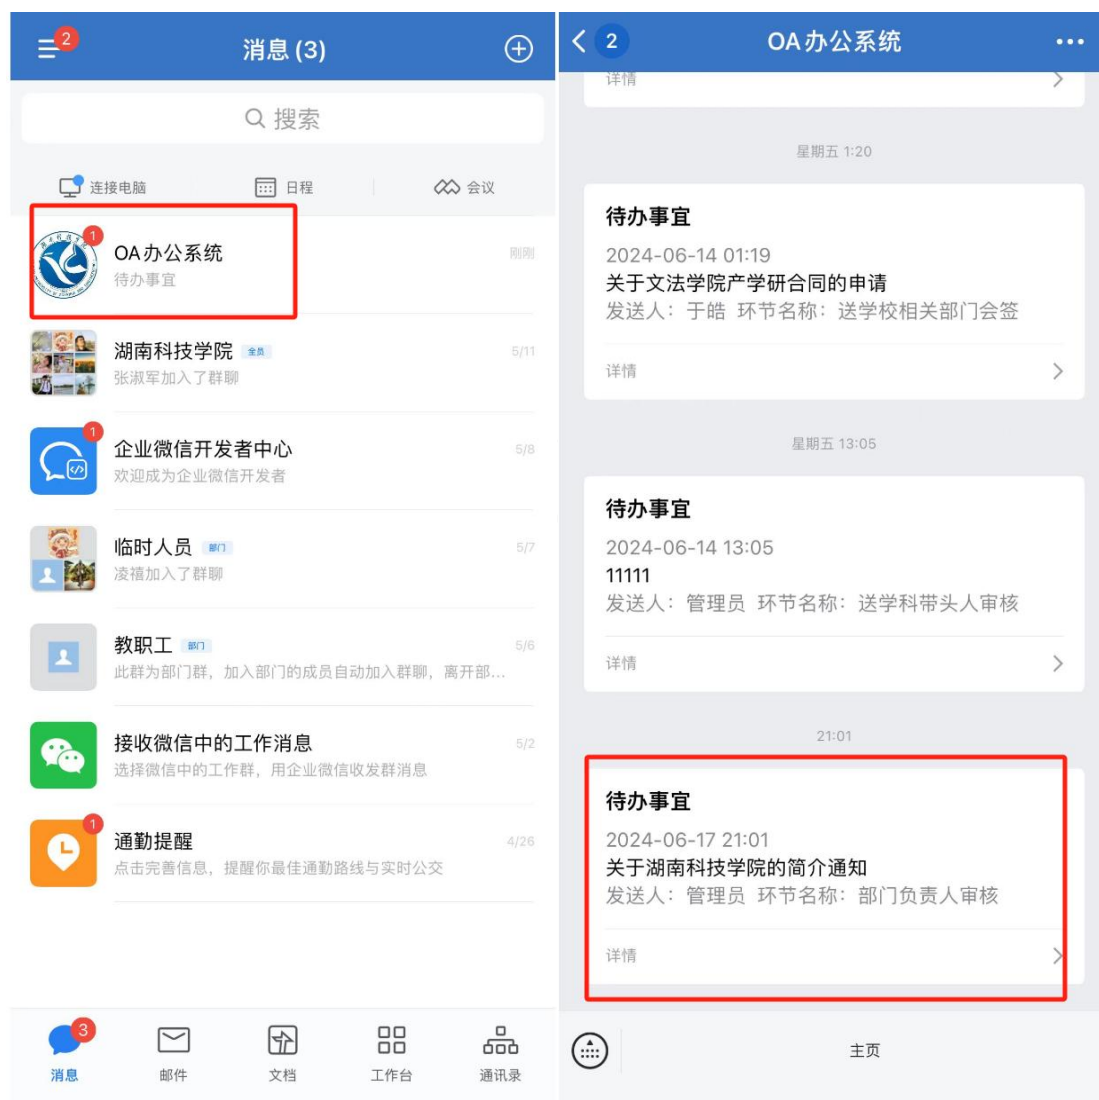 2
消息 (3)
搜索
连接电脑
日程
会议
1
OA办公系统
刚刚
待办事宜
湖南科技学院 全员
5/11
张淑军加入了群聊
1
企业微信开发者中心
5/8
欢迎成为企业微信开发者
临时人员 部门
5/7
凌禧加入了群聊
教职工 部门
5/6
此群为部门群，加入部门的成员自动加入群聊，离开部...
接收微信中的工作消息
5/2
选择微信中的工作群，用企业微信收发群消息
1
通勤提醒
4/26
点击完善信息，提醒你最佳通勤路线与实时公交
3
消息
邮件
文档
工作台
通讯录
2
OA办公系统
详情
星期五 1:20
待办事宜
2024-06-14 01:19
关于文法学院产学研合同的申请
发送人：于皓 环节名称：送学校相关部门会签
详情
星期五 13:05
待办事宜
2024-06-14 13:05
11111
发送人：管理员 环节名称：送学科带头人审核
详情
21:01
待办事宜
2024-06-17 21:01
关于湖南科技学院的简介通知
发送人：管理员 环节名称：部门负责人审核
详情
主页